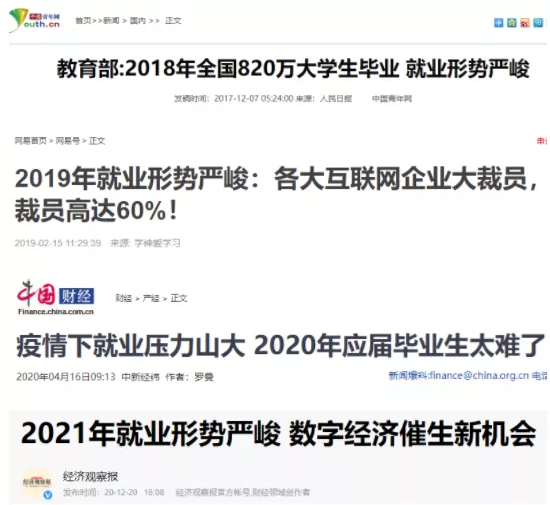 中国青年网
Youth.cn
首页>>新闻 > 国内 >> 正文
教育部:2018年全国820万大学生毕业 就业形势严峻
发稿时间：2017-12-07 05:24:00 来源：人民日报 中国青年网
网易首页 > 网易号 > 正文
申
2019年就业形势严峻：各大互联网企业大裁员，
裁员高达60%！
2019-02-15 11:29:39 来源: 学神爱学习
中国财经
Finance.china.com.cn
财经 > 产经 > 正文
疫情下就业压力山大 2020年应届毕业生太难了
2020年04月16日09:13 中新经纬 作者：罗曼
新闻爆料:finance@china.org.cn 电话
2021年就业形势严峻 数字经济催生新机会
经济观察报
经济观察报
发布时间：20-12-20 16:08 经济观察报官方帐号,财经领域创作者